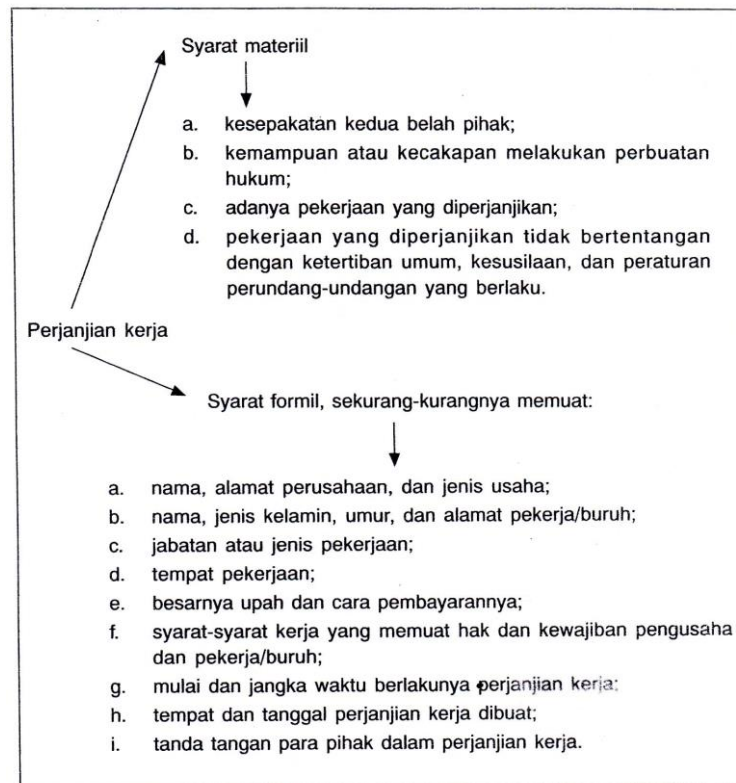 Syarat materiil
a. kesepakatan kedua belah pihak;
b. kemampuan atau kecakapan melakukan perbuatan
hukum;
c. adanya pekerjaan yang diperjanjikan;
d. pekerjaan yang diperjanjikan tidak bertentangan
dengan ketertiban umum, kesusilaan, dan peraturan
perundang-undangan yang berlaku.
Perjanjian kerja
Syarat formil, sekurang-kurangnya memuat:
a. nama, alamat perusahaan, dan jenis usaha;
b. nama, jenis kelamin, umur, dan alamat pekerja/buruh;
c. jabatan atau jenis pekerjaan;
d. tempat pekerjaan;
e. besarnya upah dan cara pembayarannya;
f. syarat-syarat kerja yang memuat hak dan kewajiban pengusaha
dan pekerja/buruh;
g. mulai dan jangka waktu berlakunya perjanjian kerja;
h. tempat dan tanggal perjanjian kerja dibuat;
i. tanda tangan para pihak dalam perjanjian kerja.